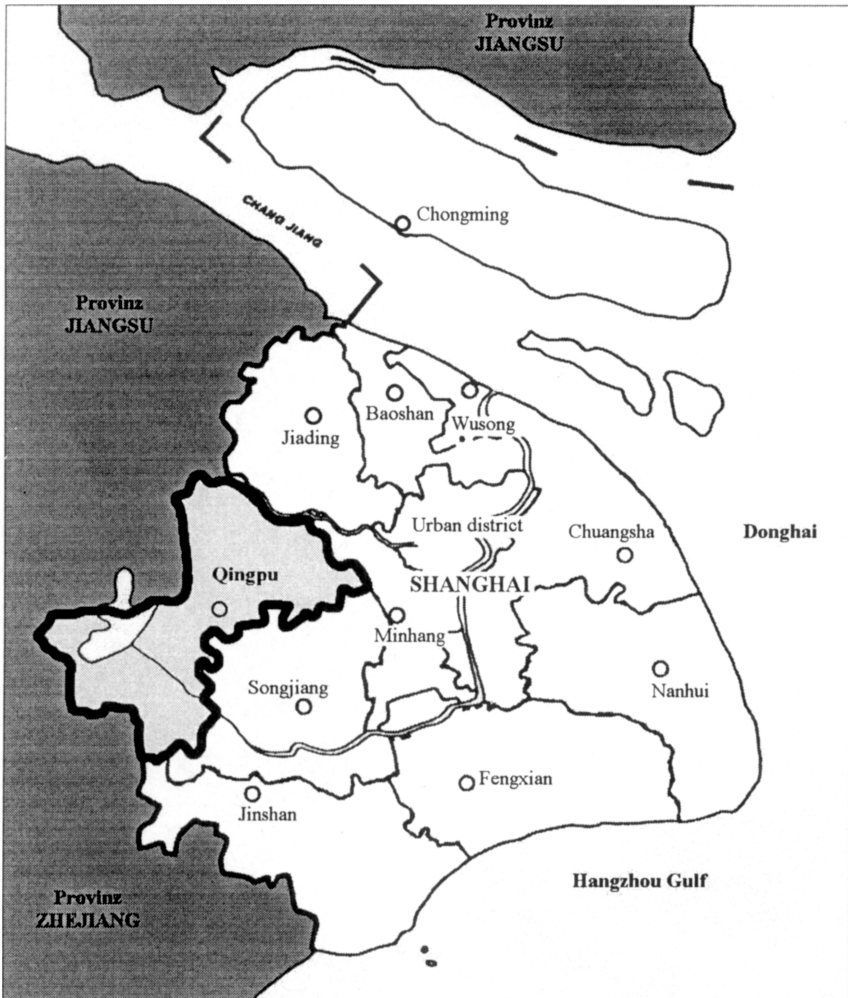 Provinz
JIANGSU
Chongming
CHANG JIANG
Provinz
JIANGSU
Baoshan
Wusong
Jiading
Urban district
Chuangsha
Donghai
Qingpu
SHANGHAI
Minhang
Songjiang
Nanhui
Fengxian
Jinshan
Hangzhou Gulf
Provinz
ZHEJIANG